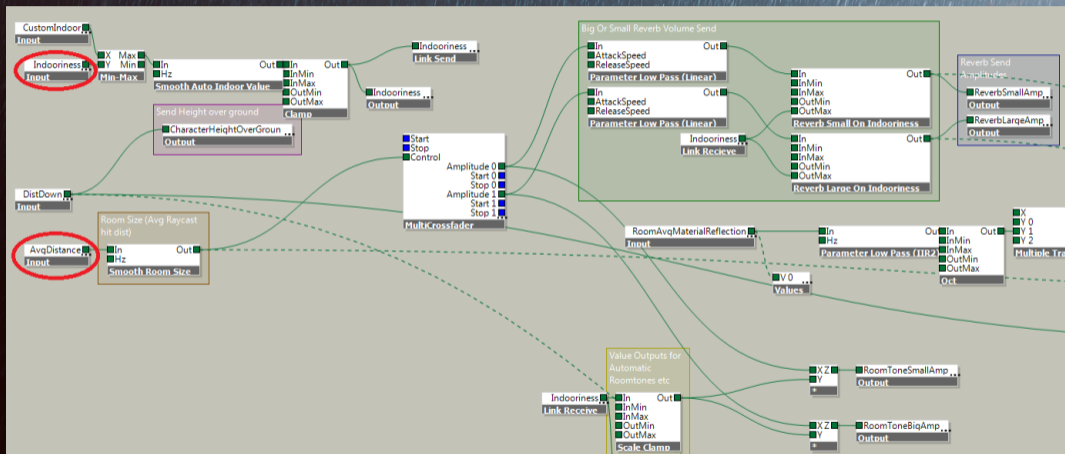 CustomIndoor
Input
Indooriness
Input
X Max
Y Min
Min-Max
In Out
Hz
Smooth Auto Indoor Value
In Out
InMin
InMax
OutMin
OutMax
Clamp
Indooriness
Link Send
Indooriness
Output
Send Height over ground
CharacterHeightOverGroun
Output
DistDown
Input
Room Size (Avg Raycast
hit dist)
AvgDistance
Input
In Out
Hz
Smooth Room Size
Start
Stop
Control
Amplitude 0
Start 0
Stop 0
Amplitude 1
Start 1
Stop 1
MultiCrossfader
Big Or Small Reverb Volume Send
In Out
AttackSpeed
ReleaseSpeed
Parameter Low Pass (Linear)
In Out
AttackSpeed
ReleaseSpeed
Parameter Low Pass (Linear)
Indooriness
Link Recieve
In Out
InMin
InMax
OutMin
OutMax
Reverb Small On Indooriness
In Out
InMin
InMax
OutMin
OutMax
Reverb Large On Indooriness
Reverb Send
Amplitudes
ReverbSmallAmp
Output
ReverbLargeAmp
Output
RoomAvgMaterialReflection
Input
V 0
Values
In Out
Hz
Parameter Low Pass (IIR2)
In Out
InMin
InMax
OutMin
OutMax
Oct
X
Y 0
Y 1
Y 2
Multiple Tra
Value Outputs for
Automatic
Roomtones etc
Indooriness
Link Receive
In Out
InMin
InMax
OutMin
OutMax
Scale Clamp
X Z
Y
*
RoomToneSmallAmp
Output
X Z
Y
*
RoomToneBigAmp
Output